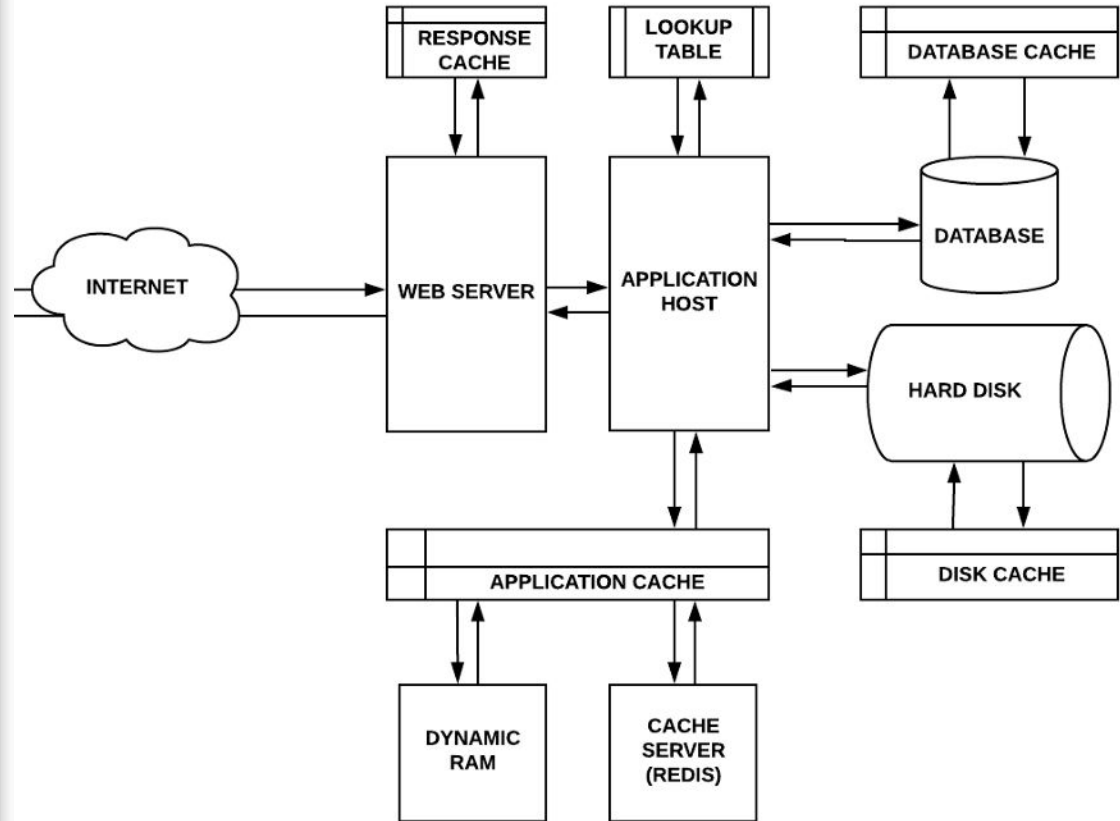 RESPONSE
CACHE
LOOKUP
TABLE
DATABASE CACHE
INTERNET
WEB SERVER
APPLICATION
HOST
DATABASE
HARD DISK
APPLICATION CACHE
DISK CACHE
DYNAMIC
RAM
CACHE
SERVER
(REDIS)